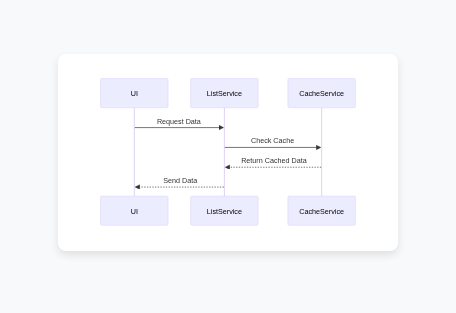 UI
ListService
CacheService
Request Data
Check Cache
Return Cached Data
Send Data
UI
ListService
CacheService